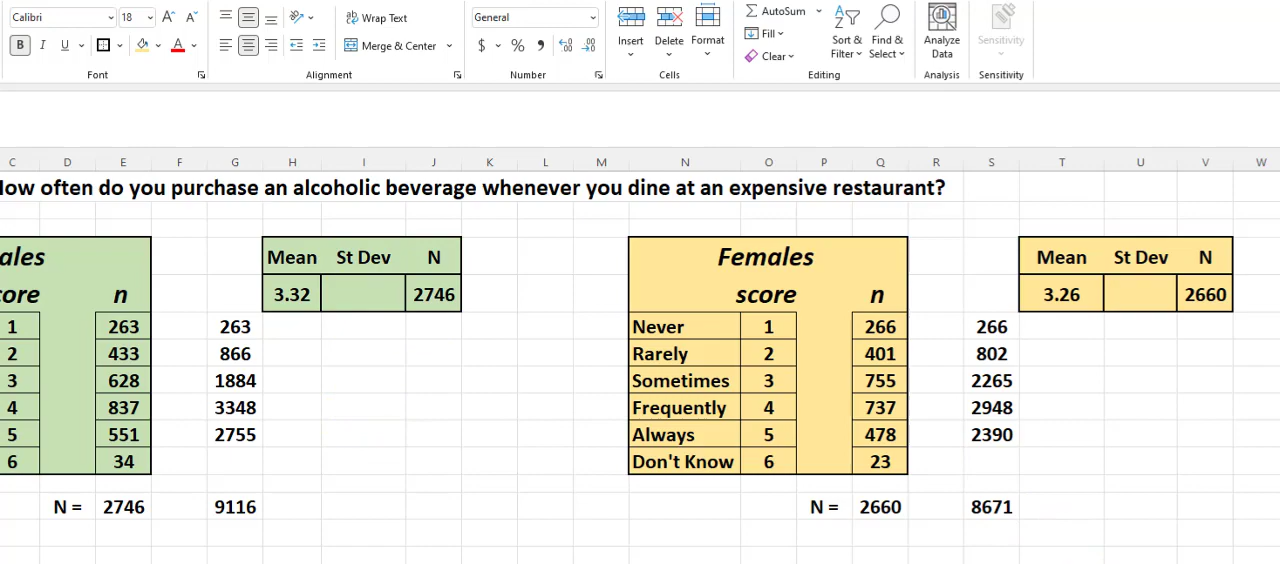 Calibri 18 A A Wrap Text General AutoSum
Insert Delete Format Fill Sort & Find & Analyze Sensitivity
B I U A Merge & Center $ % , Clear Filter Select Data
Font Alignment Number Cells Editing Analysis Sensitivity
C D E F G H I J K L M N O P Q R S T U V W
How often do you purchase an alcoholic beverage whenever you dine at an expensive restaurant?
ales Mean St Dev N Females Mean St Dev N
core n 3.32 2746 score n 3.26 2660
1 263 263 Never 1 266 266
2 433 866 Rarely 2 401 802
3 628 1884 Sometimes 3 755 2265
4 837 3348 Frequently 4 737 2948
5 551 2755 Always 5 478 2390
6 34 Don't Know 6 23
N = 2746 9116 N = 2660 8671